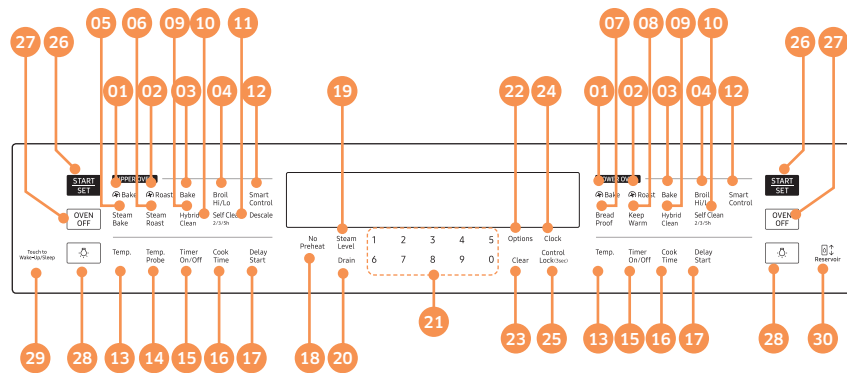 05 06 09 10 11 07 08 09 10
27 26 26 27
01 02 03 04 12 19 22 24 01 02 03 04 12
START
SET
UPPER OVEN
Bake Roast Bake Broil
Hi/Lo Smart
Control
OVEN
OFF
Steam
Bake Steam
Roast Hybrid
Clean Self Clean
2/3/5h Descale
Touch to
Wake-Up/Sleep
Temp. Temp.
Probe Timer
On/Off Cook
Time Delay
Start
No
Preheat Steam
Level
Drain
1 2 3 4 5
6 7 8 9 0
Options Clock
Clear Control
Lock(3sec)
LOWER OVEN
Bake Roast Bake Broil
Hi/Lo Smart
Control
Bread
Proof Keep
Warm Hybrid
Clean Self Clean
2/3/5h
Temp. Timer
On/Off Cook
Time Delay
Start
START
SET
OVEN
OFF
Reservoir
21
29 28 13 14 15 16 17 18 20 23 25 13 15 16 17 28 30